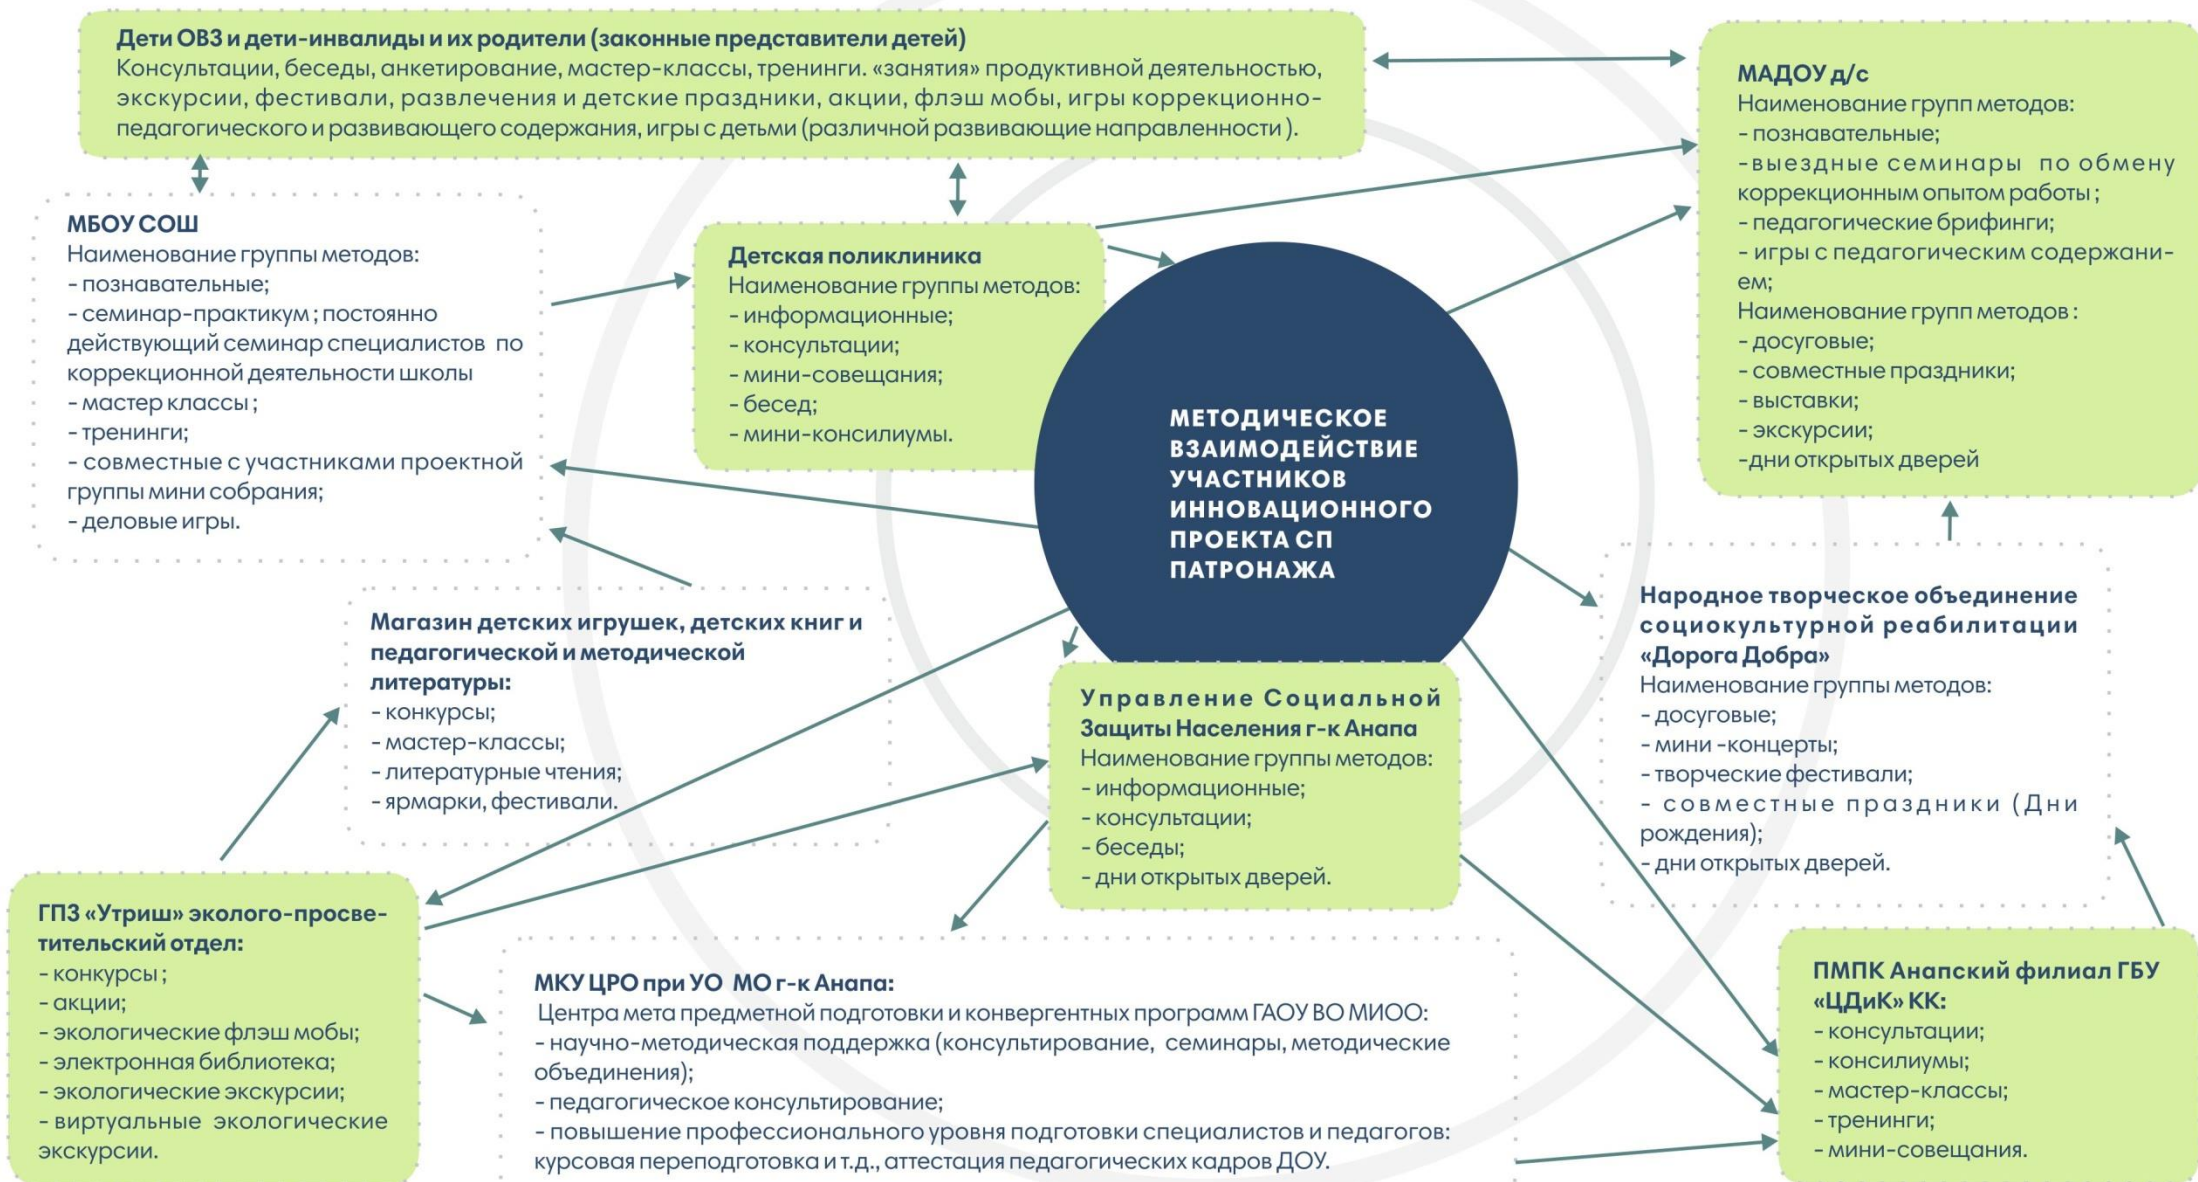 Дети ОВЗ и дети-инвалиды и их родители (законные представители детей)
Консультации, беседы, анкетирование, мастер-классы, тренинги. «занятия» продуктивной деятельностью,
экскурсии, фестивали, развлечения и детские праздники, акции, флэш мобы, игры коррекционно-
педагогического и развивающего содержания, игры с детьми (различной развивающие направленности ).
МАДОУ д/с
Наименование групп методов:
- познавательные;
-выездные семинары по обмену
коррекционным опытом работы ;
- педагогические брифинги;
- игры с педагогическим содержани-
ем;
Наименование групп методов :
- досуговые;
- совместные праздники;
- выставки;
- экскурсии;
-дни открытых дверей
МБОУ СОШ
Наименование группы методов:
- познавательные;
- семинар-практикум ; постоянно
действующий семинар специалистов по
коррекционной деятельности школы
- мастер классы ;
- тренинги;
- совместные с участниками проектной
группы мини собрания;
- деловые игры.
Детская поликлиника
Наименование группы методов:
- информационные;
- консультации;
- мини-совещания;
- бесед;
- мини-консилиумы.
МЕТОДИЧЕСКОЕ
ВЗАИМОДЕЙСТВИЕ
УЧАСТНИКОВ
ИННОВАЦИОННОГО
ПРОЕКТА СП
ПАТРОНАЖА
Магазин детских игрушек, детских книг и
педагогической и методической
литературы:
- конкурсы;
- мастер-классы;
- литературные чтения;
- ярмарки, фестивали.
Управление Социальной
Защиты Населения г-к Анапа
Наименование группы методов:
- информационные;
- консультации;
- беседы;
- дни открытых дверей.
Народное творческое объединение
социокультурной реабилитации
«Дорога Добра»
Наименование группы методов:
- досуговые;
- мини -концерты;
- творческие фестивали;
- совместные праздники (Дни
рождения);
- дни открытых дверей.
ГПЗ «Утриш» эколого-просве-
тительский отдел:
- конкурсы ;
- акции;
- экологические флэш мобы;
- электронная библиотека;
- экологические экскурсии;
- виртуальные экологические
экскурсии.
МКУ ЦРО при УО МО г-к Анапа:
Центра мета предметной подготовки и конвергентных программ ГАОУ ВО МИОО:
- научно-методическая поддержка (консультирование, семинары, методические
объединения);
- педагогическое консультирование;
- повышение профессионального уровня подготовки специалистов и педагогов:
курсовая переподготовка и т.д., аттестация педагогических кадров ДОУ.
ПМПК Анапский филиал ГБУ
«ЦДиК» КК:
- консультации;
- консилиумы;
- мастер-классы;
- тренинги;
- мини-совещания.